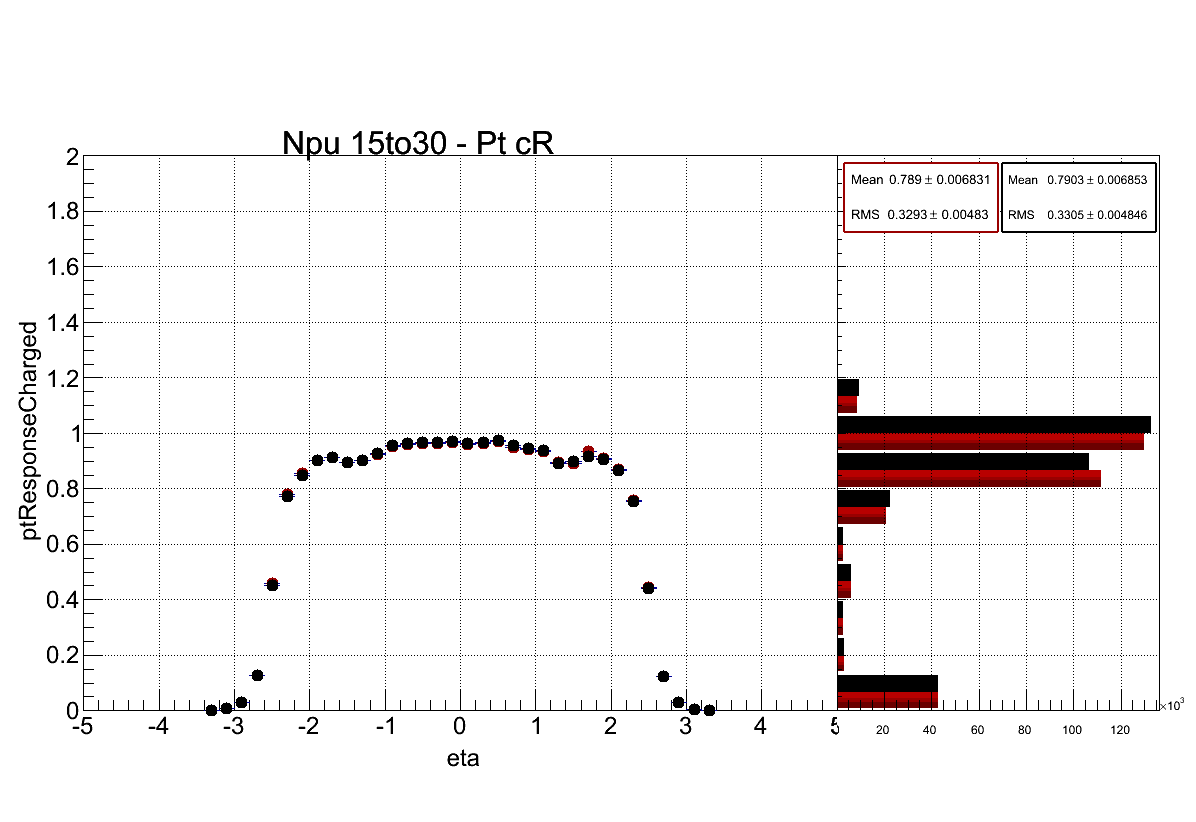 Npu 15to30 - Pt cR
Mean 0.789 ± 0.006831
RMS 0.3293 ± 0.00483
Mean 0.7903 ± 0.006853
RMS 0.3305 ± 0.004846
ptResponseCharged
2
1.8
1.6
1.4
1.2
1
0.8
0.6
0.4
0.2
0
-5 -4 -3 -2 -1 0 1 2 3 4
20 40 60 80 100 120
×10³
eta